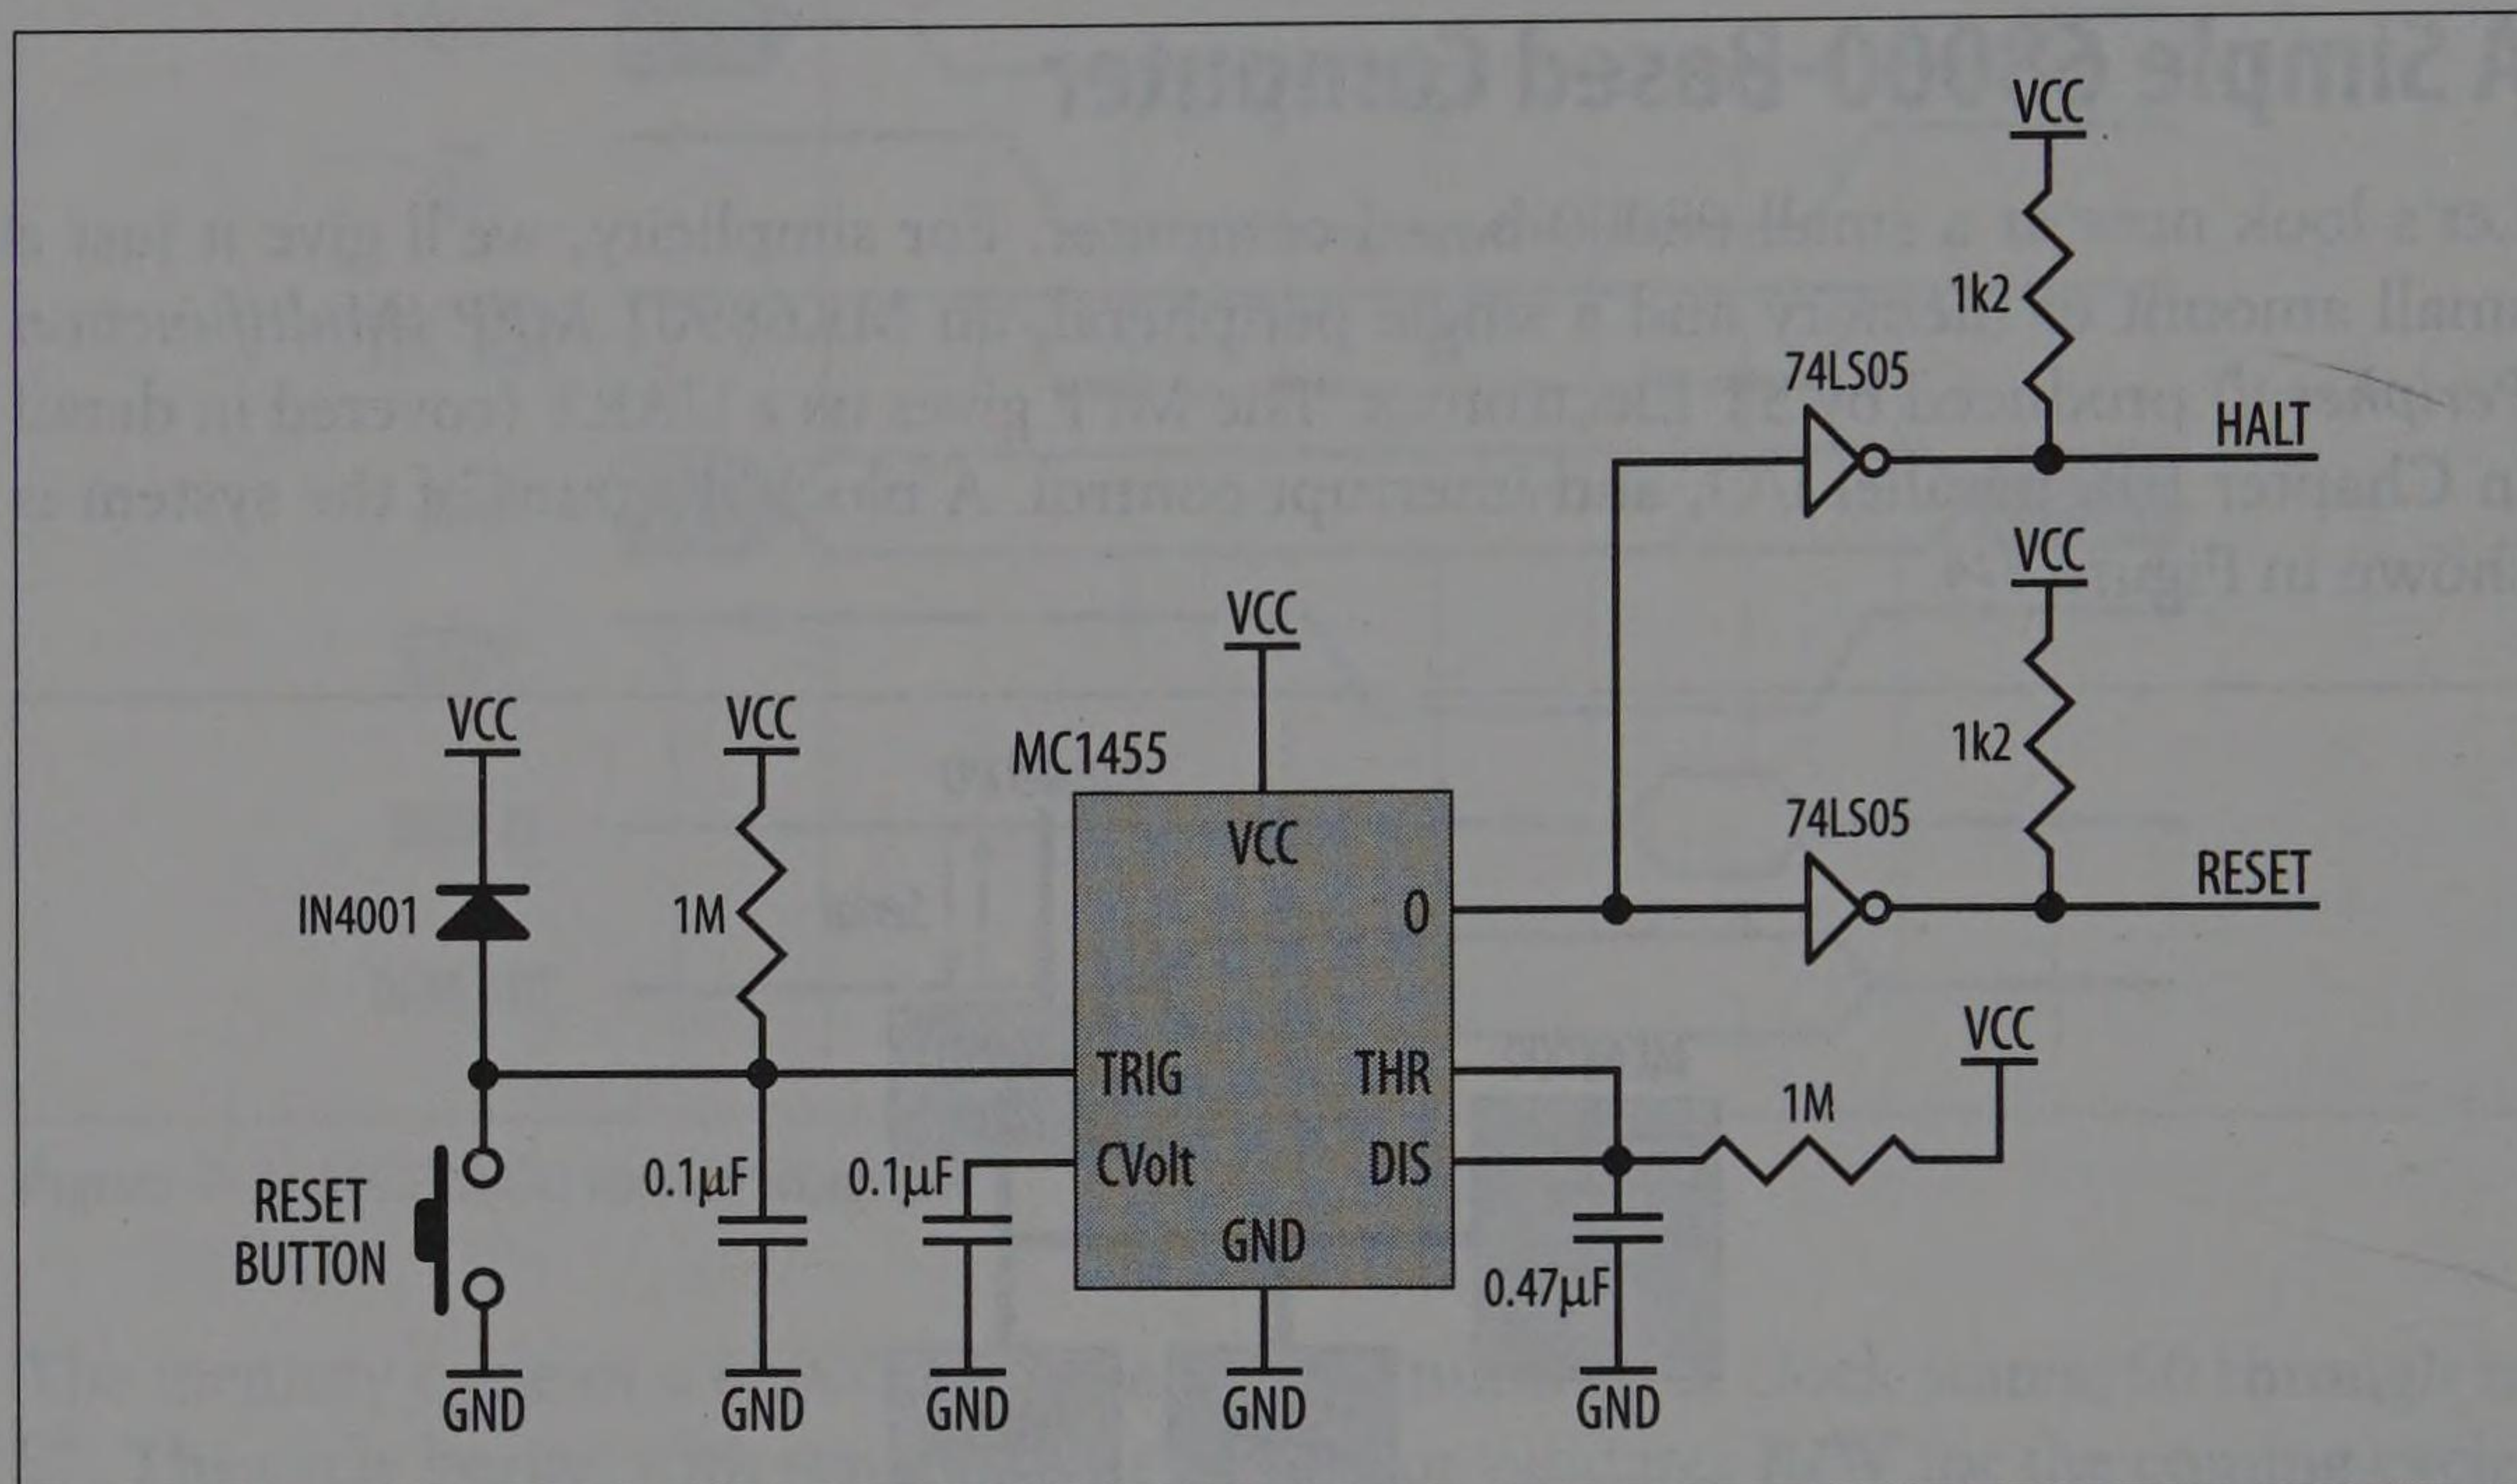 VCC
1k2
74LS05
HALT
VCC
VCC
1k2
VCC
VCC
MC1455
74LS05
VCC
RESET
IN4001
1M
O
VCC
TRIG
THR
1M
0.1µF
0.1µF
CVolt
DIS
RESET
BUTTON
GND
0.47µF
GND
GND
GND
GND
GND